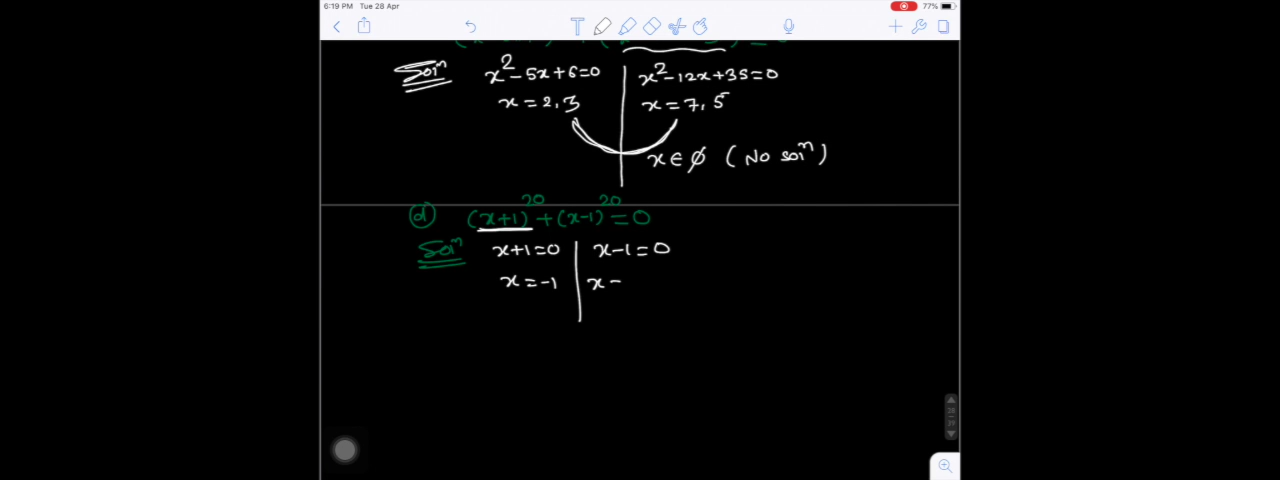 6:19 PM Tue 28 Apr 77%
Solⁿ x² - 5x + 6 = 0 x² - 12x + 35 = 0
x = 2, 3 x = 7, 5
x ∈ ∅ (No solⁿ)
(d) (x+1)²⁰ + (x-1)²⁰ = 0
Solⁿ x+1 = 0 x-1 = 0
x = -1 x -